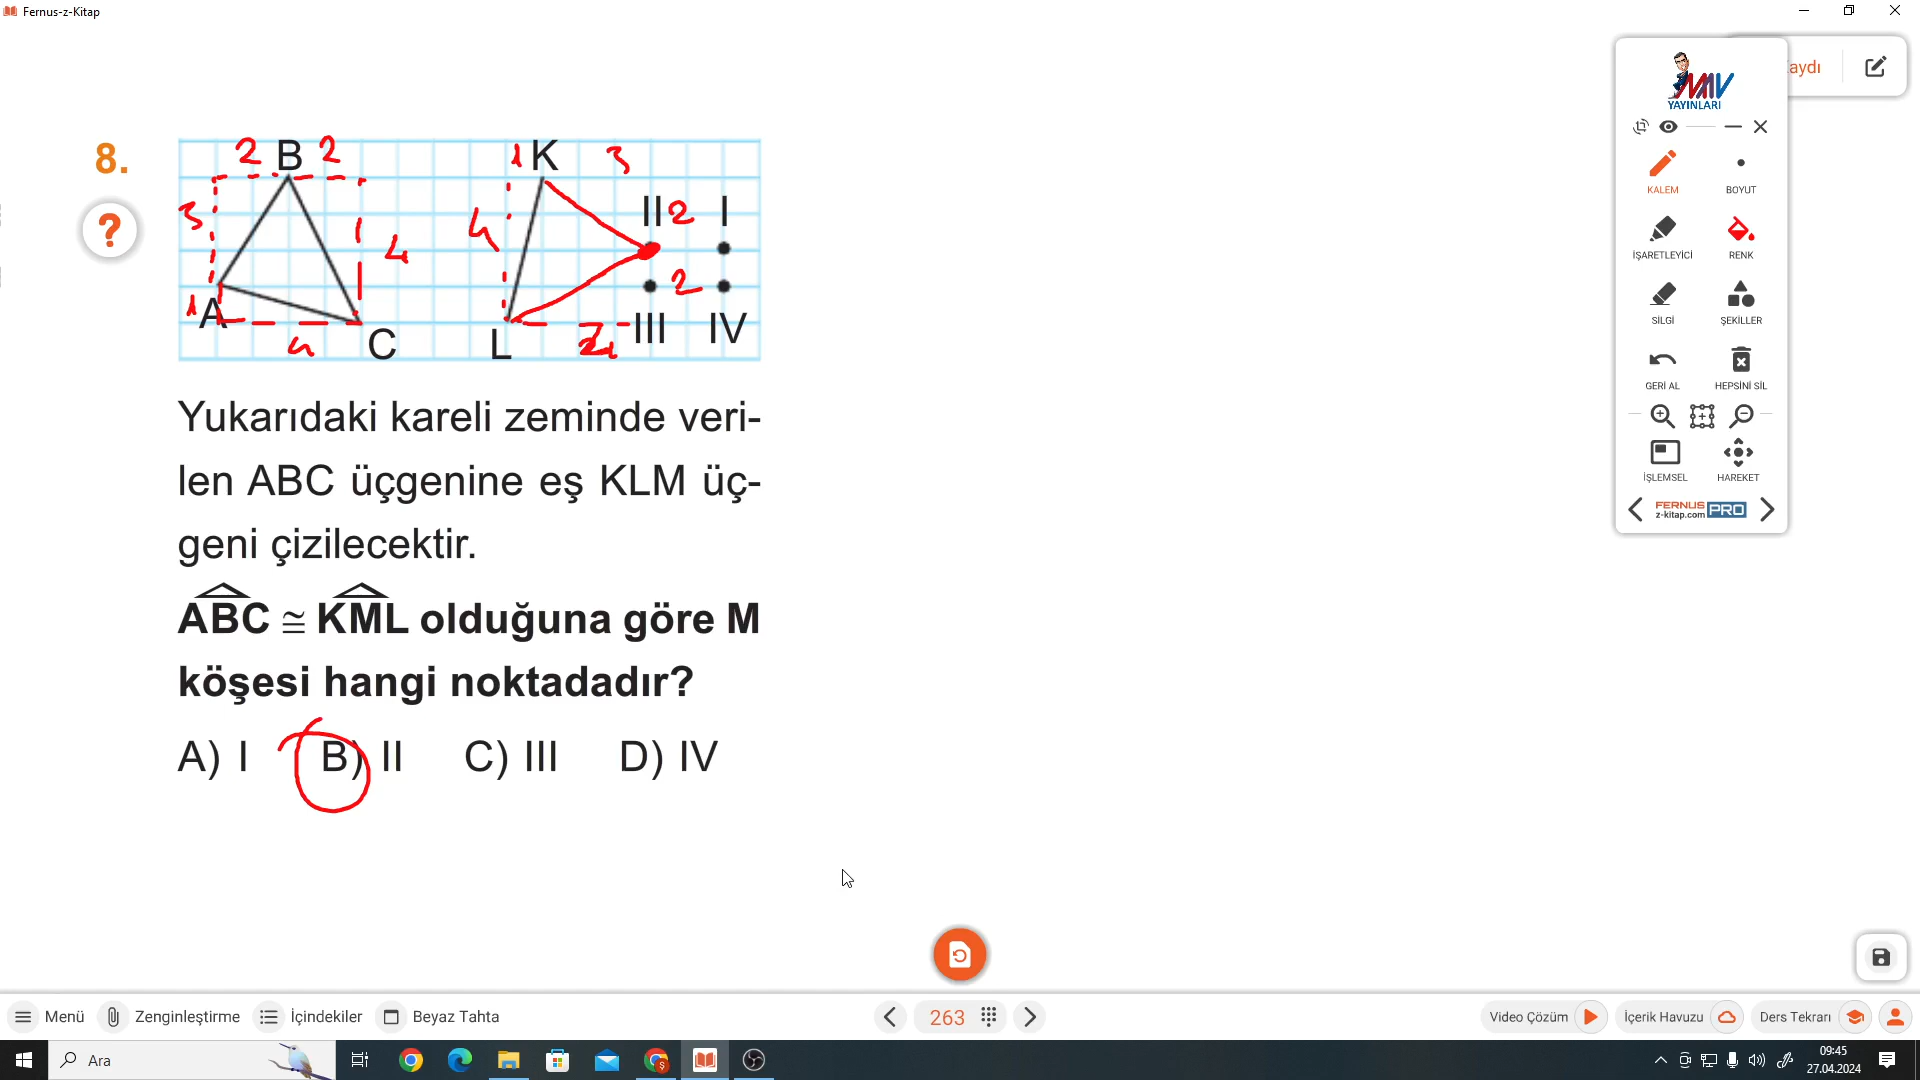 Fernus-z-Kitap
aydı
MV
YAYINLARI
8.
2 B 2
1 K 3
3
II 2 I
4
4
KALEM
BOYUT
İŞARETLEYİCİ
RENK
1 A
2
4 C
L III IV
SİLGİ
ŞEKİLLER
GERİ AL
HEPSİNİ SİL
İŞLEMSEL
HAREKET
FERNUS
z-kitap.com
PRO
Yukarıdaki kareli zeminde veri-
len ABC üçgenine eş KLM üç-
geni çizilecektir.
ABC ≅ KML olduğuna göre M
köşesi hangi noktadadır?
A) I B) II C) III D) IV
Menü Zenginleştirme İçindekiler Beyaz Tahta 263 Video Çözüm İçerik Havuzu Ders Tekrarı
Ara 09:45
27.04.2024